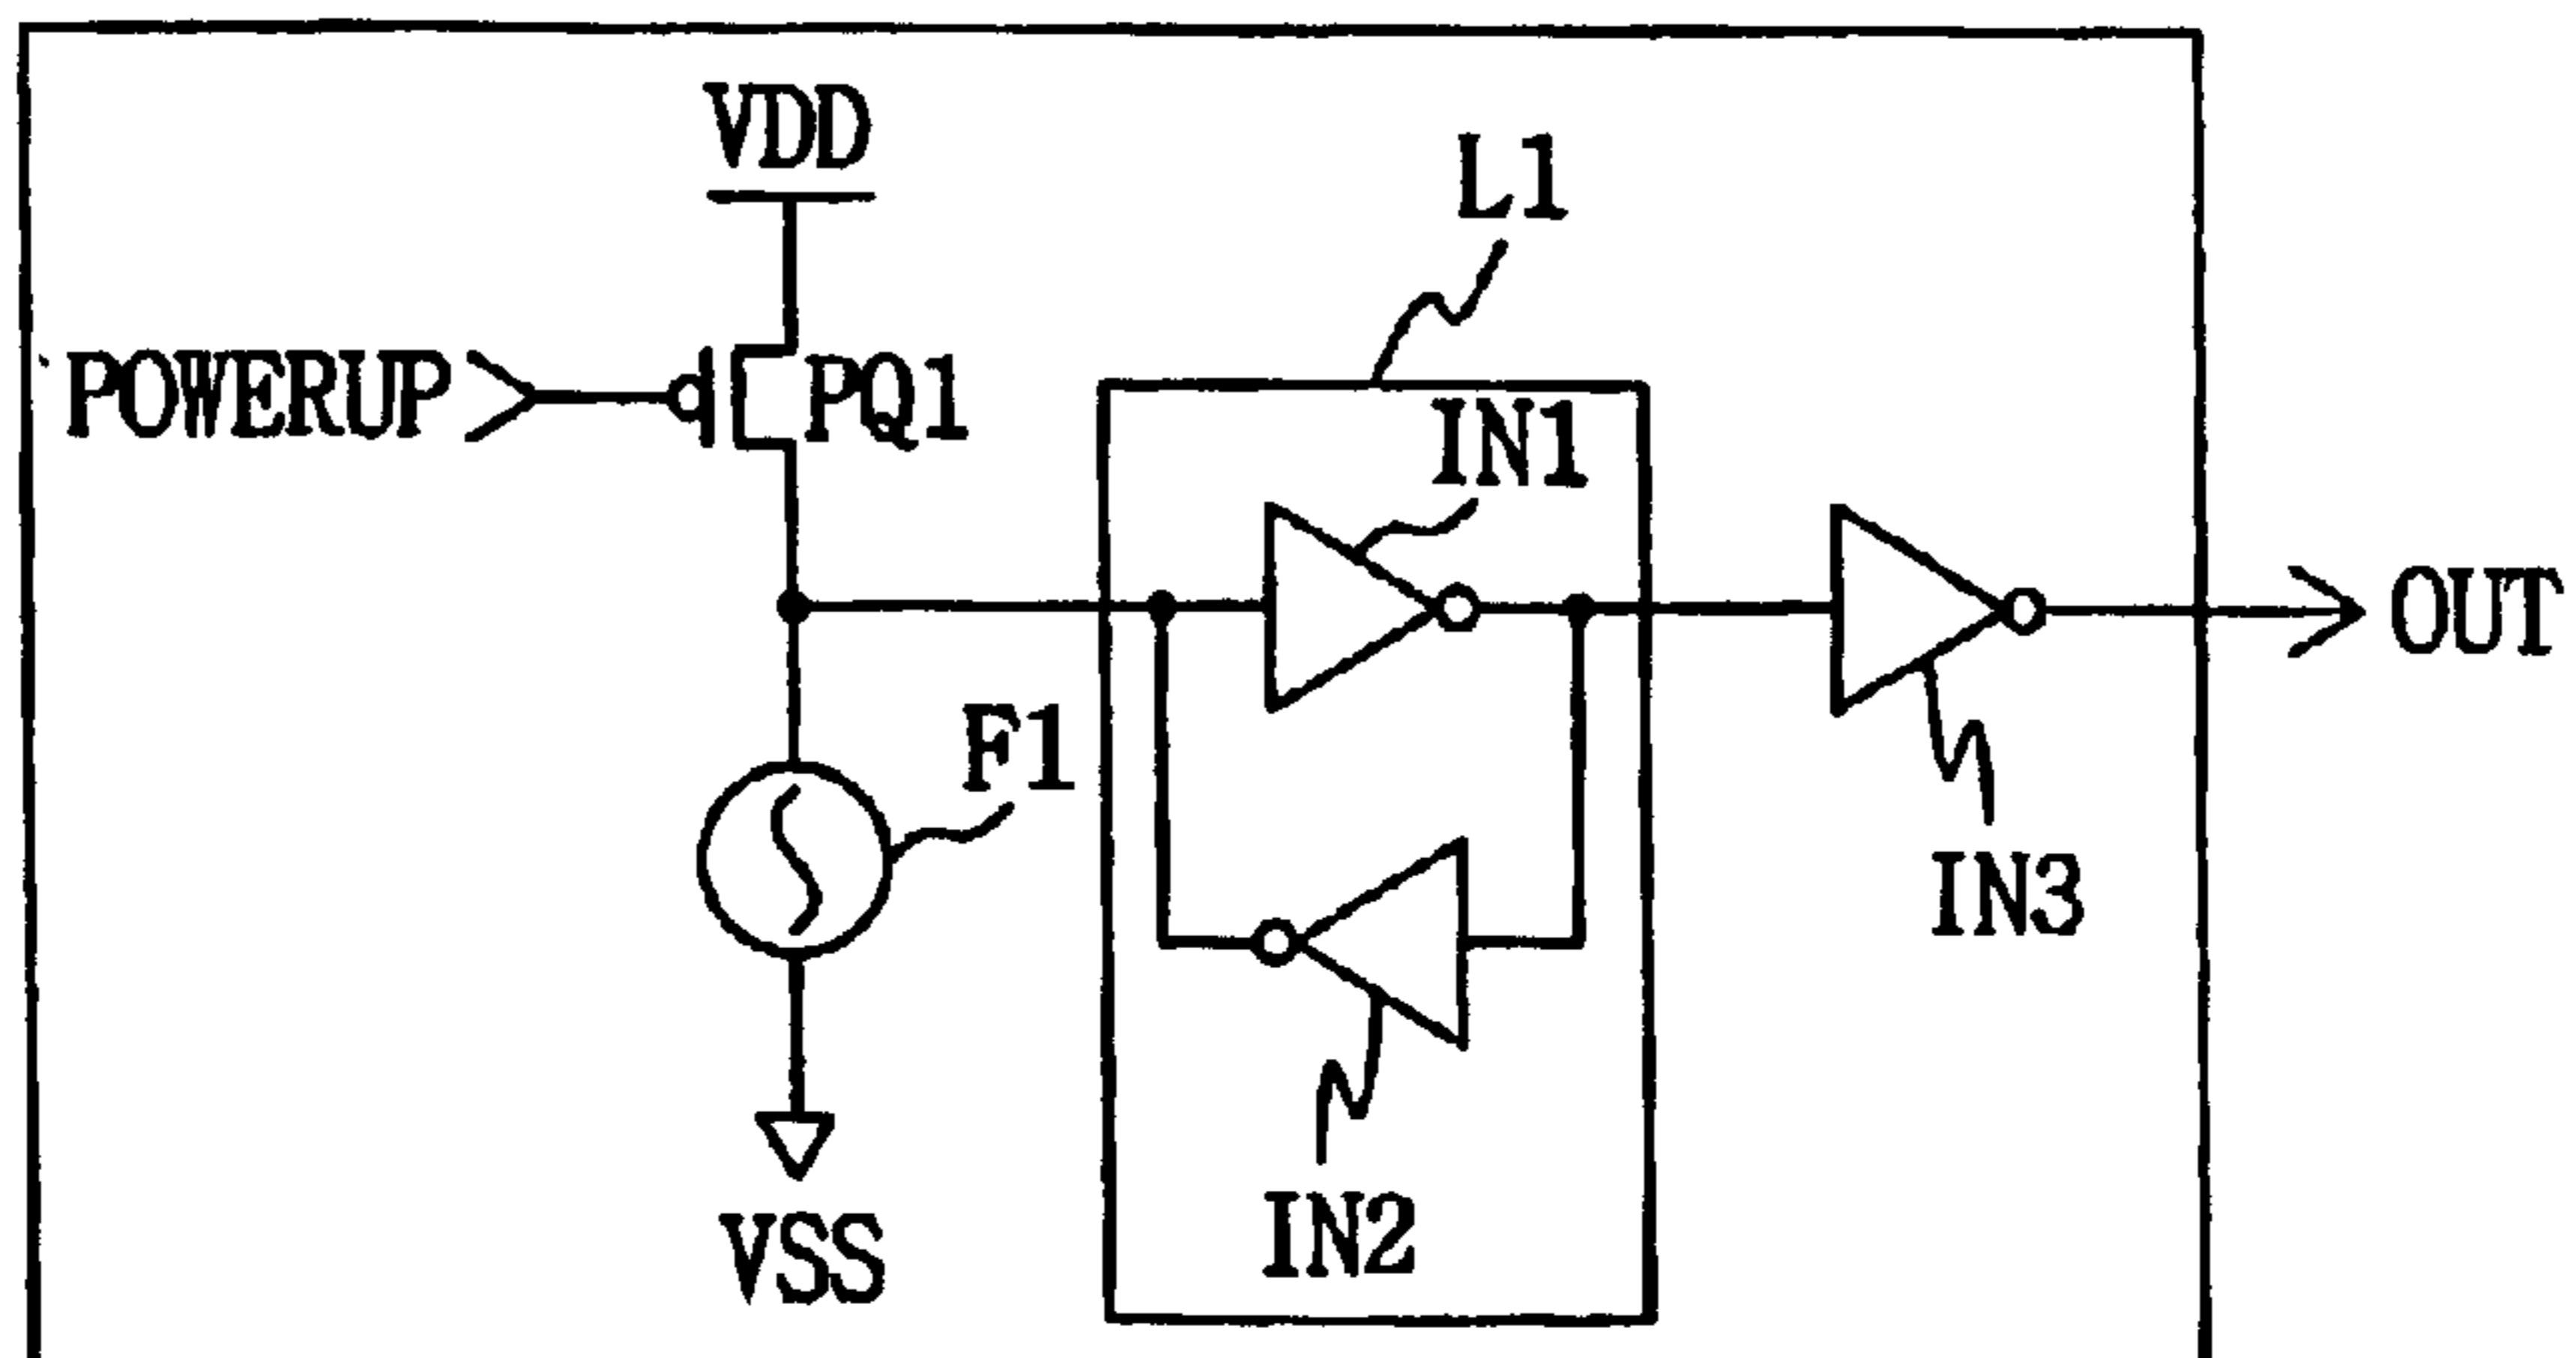 VDD
L1
POWERUP
PQ1
IN1
OUT
F1
IN3
IN2
VSS